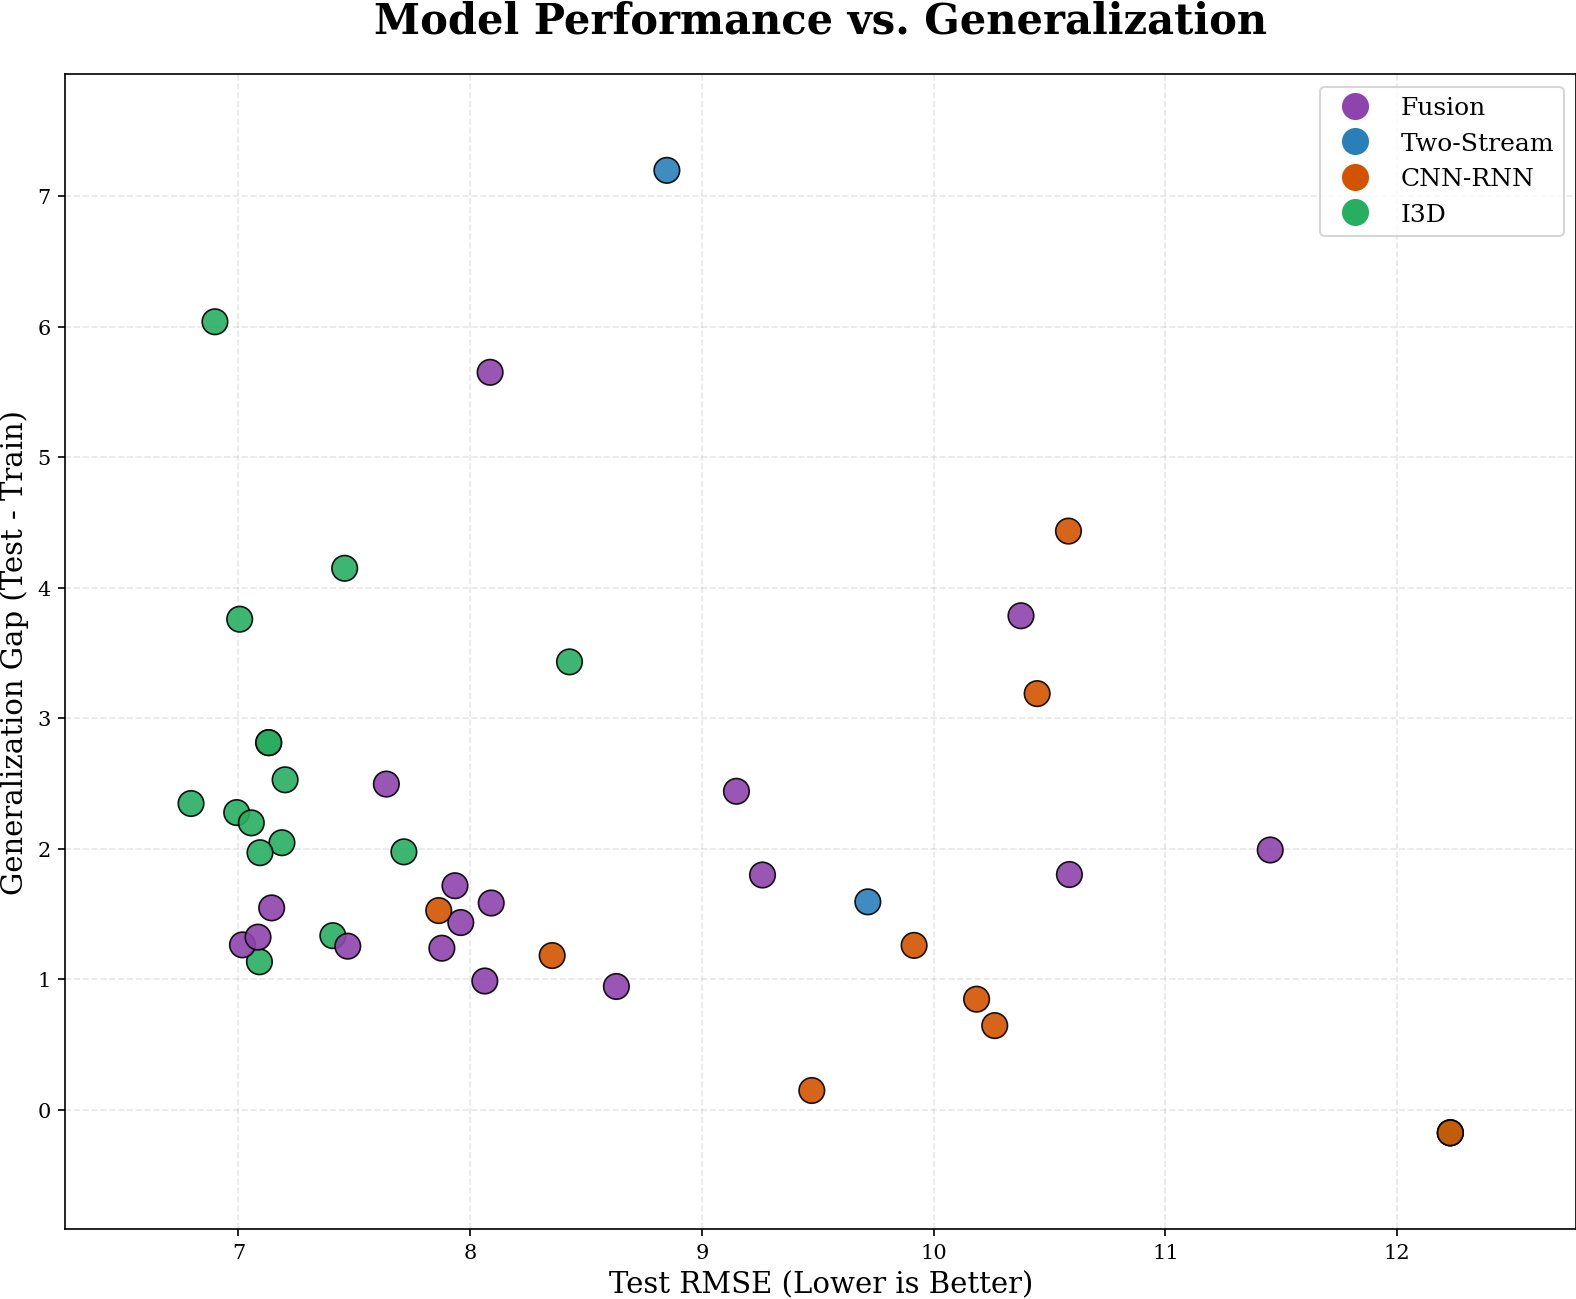 Model Performance vs. Generalization
Fusion
Two-Stream
CNN-RNN
I3D
Generalization Gap (Test - Train)
7
6
5
4
3
2
1
0
7
8
9
10
11
12
Test RMSE (Lower is Better)